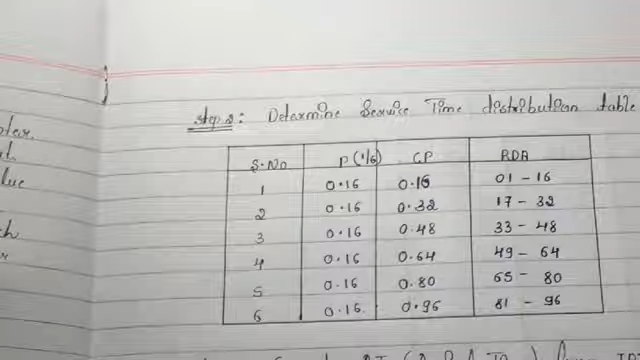 Step 2: Determine Service Time distribution table
S.No P(1/6) CP RDA
1 0.16 0.16 01 - 16
2 0.16 0.32 17 - 32
3 0.16 0.48 33 - 48
4 0.16 0.64 49 - 64
5 0.16 0.80 65 - 80
6 0.16 0.96 81 - 96